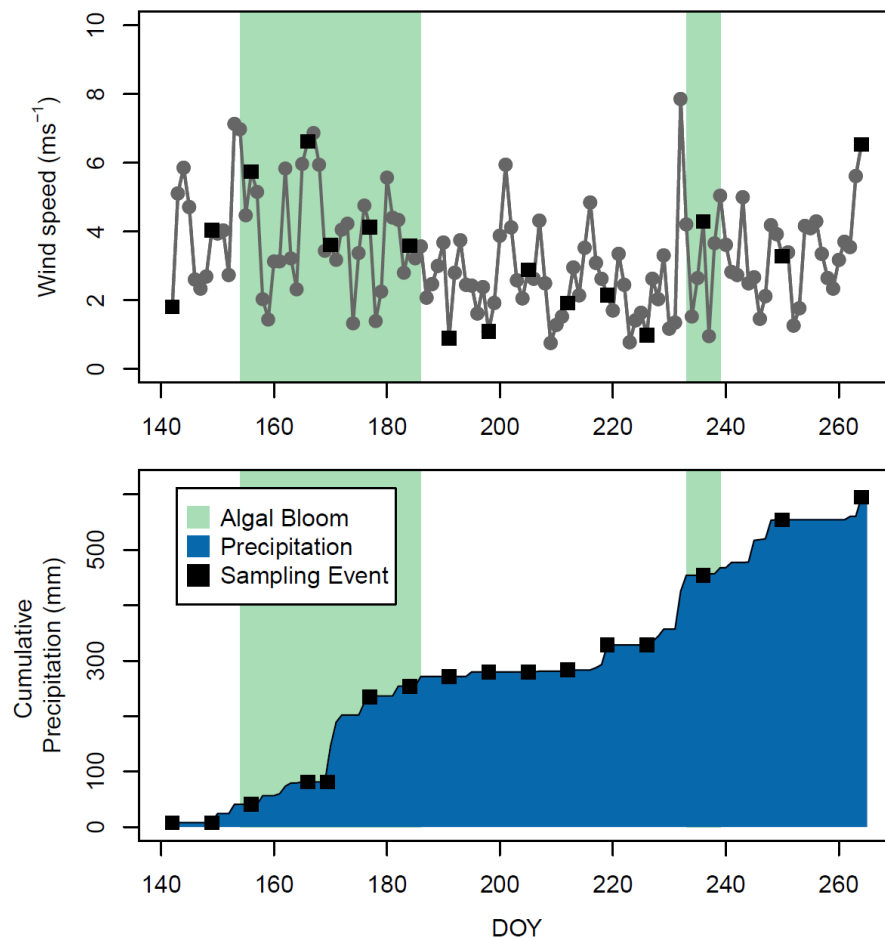 10
8
6
4
2
0
Wind speed (ms⁻¹)
140 160 180 200 220 240 260
Algal Bloom
Precipitation
Sampling Event
500
300
100
0
Cumulative
Precipitation (mm)
140 160 180 200 220 240 260
DOY